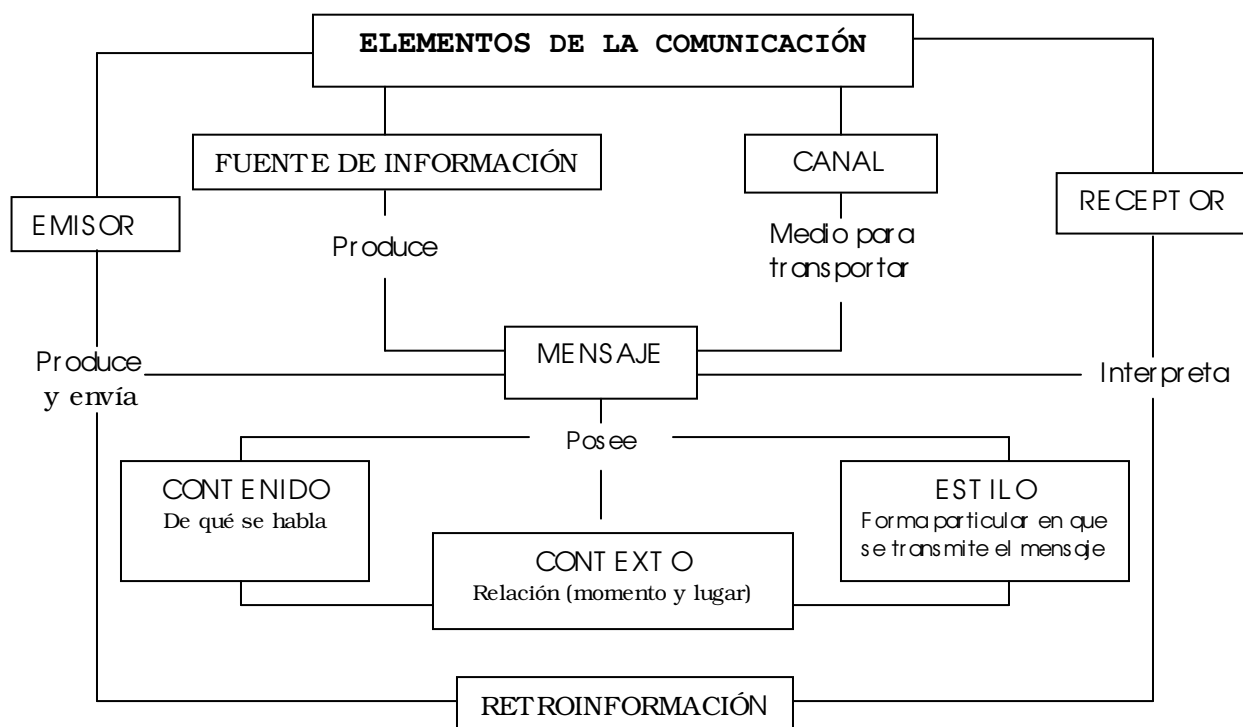 ELEMENTOS DE LA COMUNICACIÓN
FUENTE DE INFORMACIÓN
CANAL
EMISOR
RECEPTOR
Produce
Medio para
transportar
MENSAJE
Produce
y envía
Interpreta
Posee
CONTENIDO
De qué se habla
ESTILO
Forma particular en que
se transmite el mensaje
CONTEXTO
Relación (momento y lugar)
RETROINFORMACIÓN